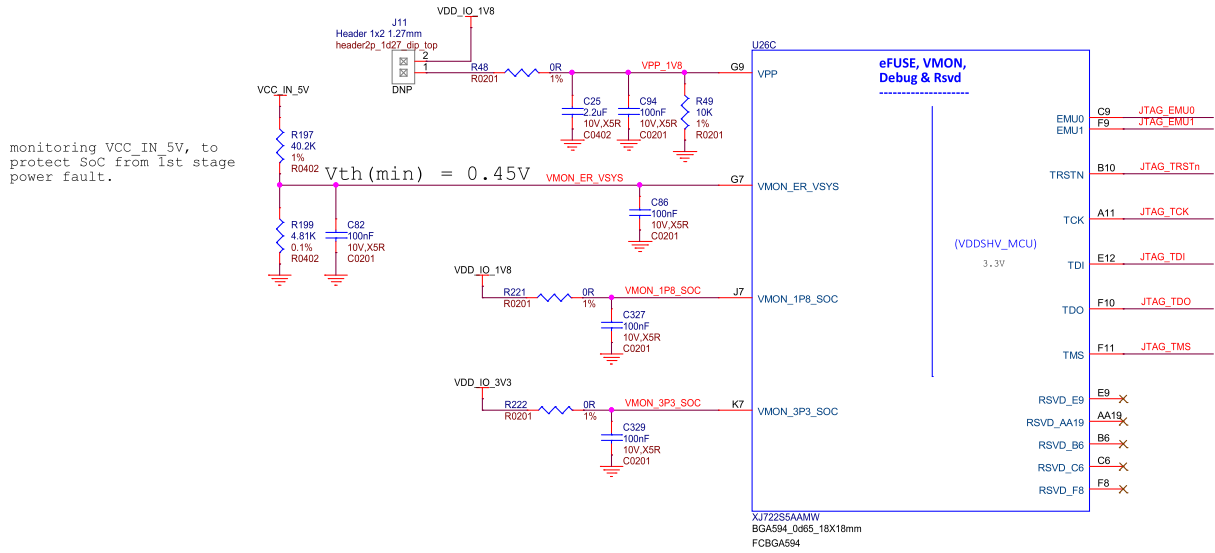 J11
Header 1x2 1.27mm
header2p_1d27_dip_top
VDD_IO_1V8
2
1
DNP
R48
R0201
0R
1%
VPP_1V8
C25
2.2uF
10V,X5R
C0402
C94
100nF
10V,X5R
C0201
R49
10K
1%
R0201
G9
VPP
U26C
eFUSE, VMON,
Debug & Rsvd
--------------------
VCC_IN_5V
R197
40.2K
1%
R0402
monitoring VCC_IN_5V, to
protect SoC from 1st stage
power fault.
Vth(min) = 0.45V
VMON_ER_VSYS
G7
VMON_ER_VSYS
R199
4.81K
0.1%
R0402
C82
100nF
10V,X5R
C0201
C86
100nF
10V,X5R
C0201
VDD_IO_1V8
R221
R0201
0R
1%
VMON_1P8_SOC
J7
VMON_1P8_SOC
C327
100nF
10V,X5R
C0201
VDD_IO_3V3
R222
R0201
0R
1%
VMON_3P3_SOC
K7
VMON_3P3_SOC
C329
100nF
10V,X5R
C0201
(VDDSHV_MCU)
3.3V
EMU0
C9
JTAG_EMU0
EMU1
F9
JTAG_EMU1
TRSTN
B10
JTAG_TRSTn
TCK
A11
JTAG_TCK
TDI
E12
JTAG_TDI
TDO
F10
JTAG_TDO
TMS
F11
JTAG_TMS
RSVD_E9
E9
RSVD_AA19
AA19
RSVD_B6
B6
RSVD_C6
C6
RSVD_F8
F8
XJ722S5AAMW
BGA594_0d65_18X18mm
FCBGA594